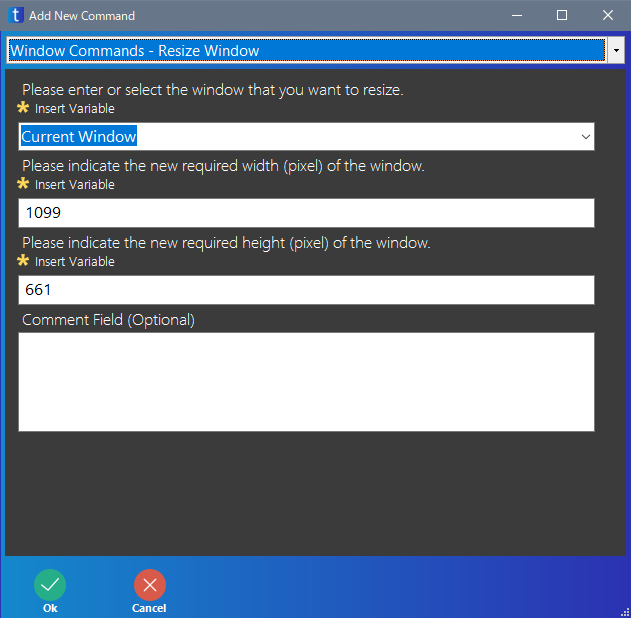 t Add New Command
Window Commands - Resize Window
Please enter or select the window that you want to resize.
Insert Variable
Current Window
Please indicate the new required width (pixel) of the window.
Insert Variable
1099
Please indicate the new required height (pixel) of the window.
Insert Variable
661
Comment Field (Optional)
Ok Cancel